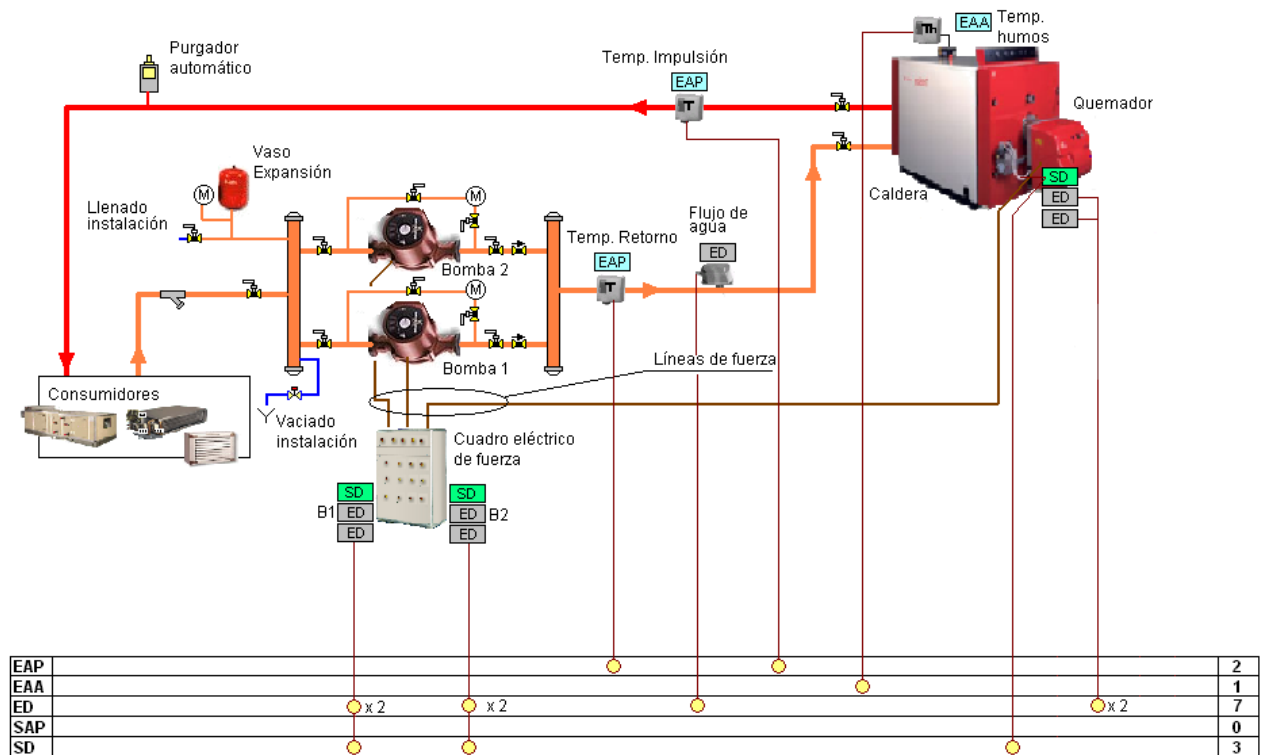 Purgador
automático
Temp. Impulsión
EAP
T
EAA
Temp.
humos
Th
Quemador
Vaso
Expansión
M
M
Llenado
instalación
Bomba 2
Temp. Retorno
EAP
T
Flujo de
agua
ED
Caldera
SD
ED
ED
M
Bomba 1
Líneas de fuerza
Consumidores
Vaciado
instalación
Cuadro eléctrico
de fuerza
SD
B1 ED
ED
SD
ED B2
ED
EAP 2
EAA 1
ED x 2 x 2 x 2 7
SAP 0
SD 3